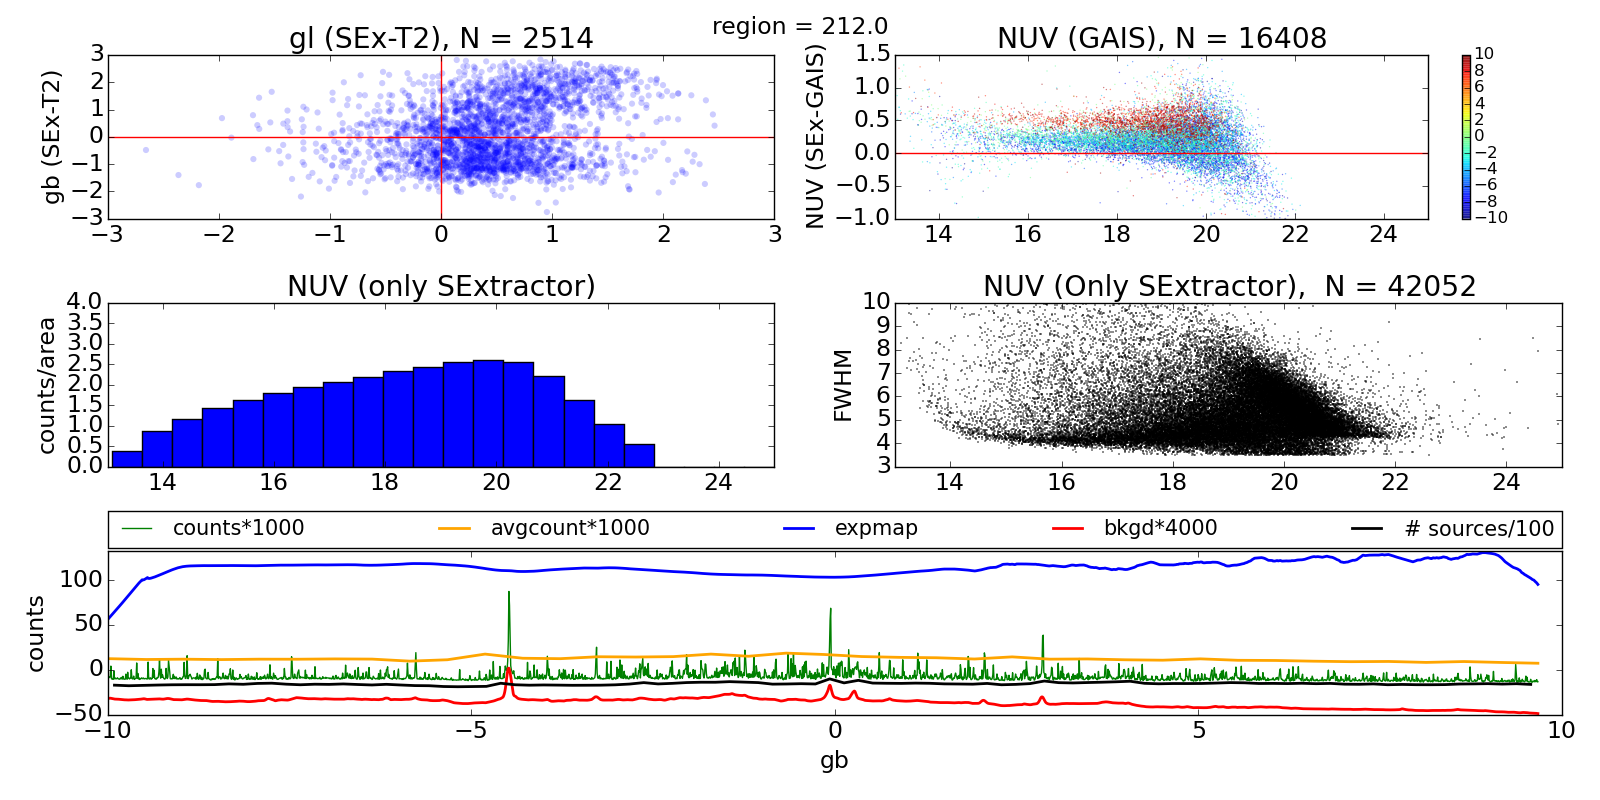 region = 212.0
gl (SEx-T2), N = 2514
gb (SEx-T2)
3
2
1
0
−1
−2
−3
−3 −2 −1 0 1 2 3
NUV (GAIS), N = 16408
NUV (SEx-GAIS)
1.5
1.0
0.5
0.0
−0.5
−1.0
14 16 18 20 22 24
10
8
6
4
2
0
−2
−4
−6
−8
−10
NUV (only SExtractor)
counts/area
4.0
3.5
3.0
2.5
2.0
1.5
1.0
0.5
0.0
14 16 18 20 22 24
NUV (Only SExtractor), N = 42052
FWHM
10
9
8
7
6
5
4
3
14 16 18 20 22 24
counts*1000 avgcount*1000 expmap bkgd*4000 # sources/100
counts
100
50
0
−50
−10 −5 0 5 10
gb